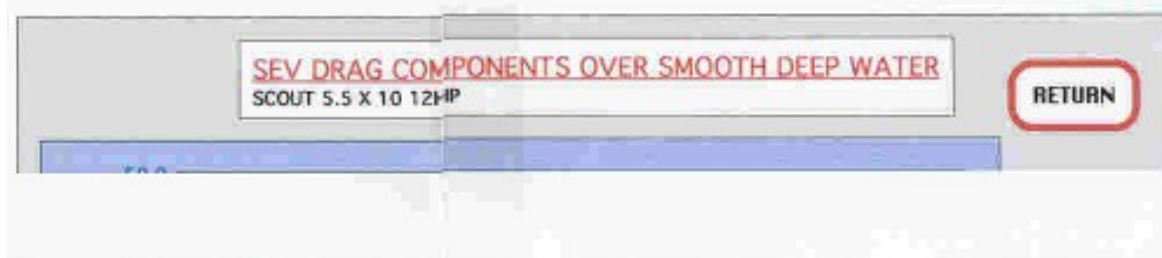 SEV DRAG COMPONENTS OVER SMOOTH DEEP WATER
SCOUT 5.5 X 10 12HP
RETURN